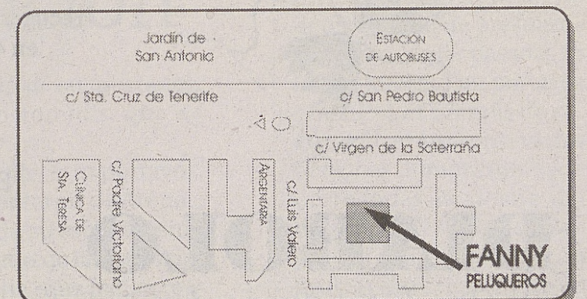 Jardín de
San Antonio
ESTACIÓN
DE AUTOBUSES
c/ Sta. Cruz de Tenerife
c/ San Pedro Bautista
c/ Virgen de la Soterraña
CLÍNICA DE
STA. TERESA
c/ Padre Victoriano
ARGENTARIA
c/ Luis Valero
FANNY
PELUQUEROS